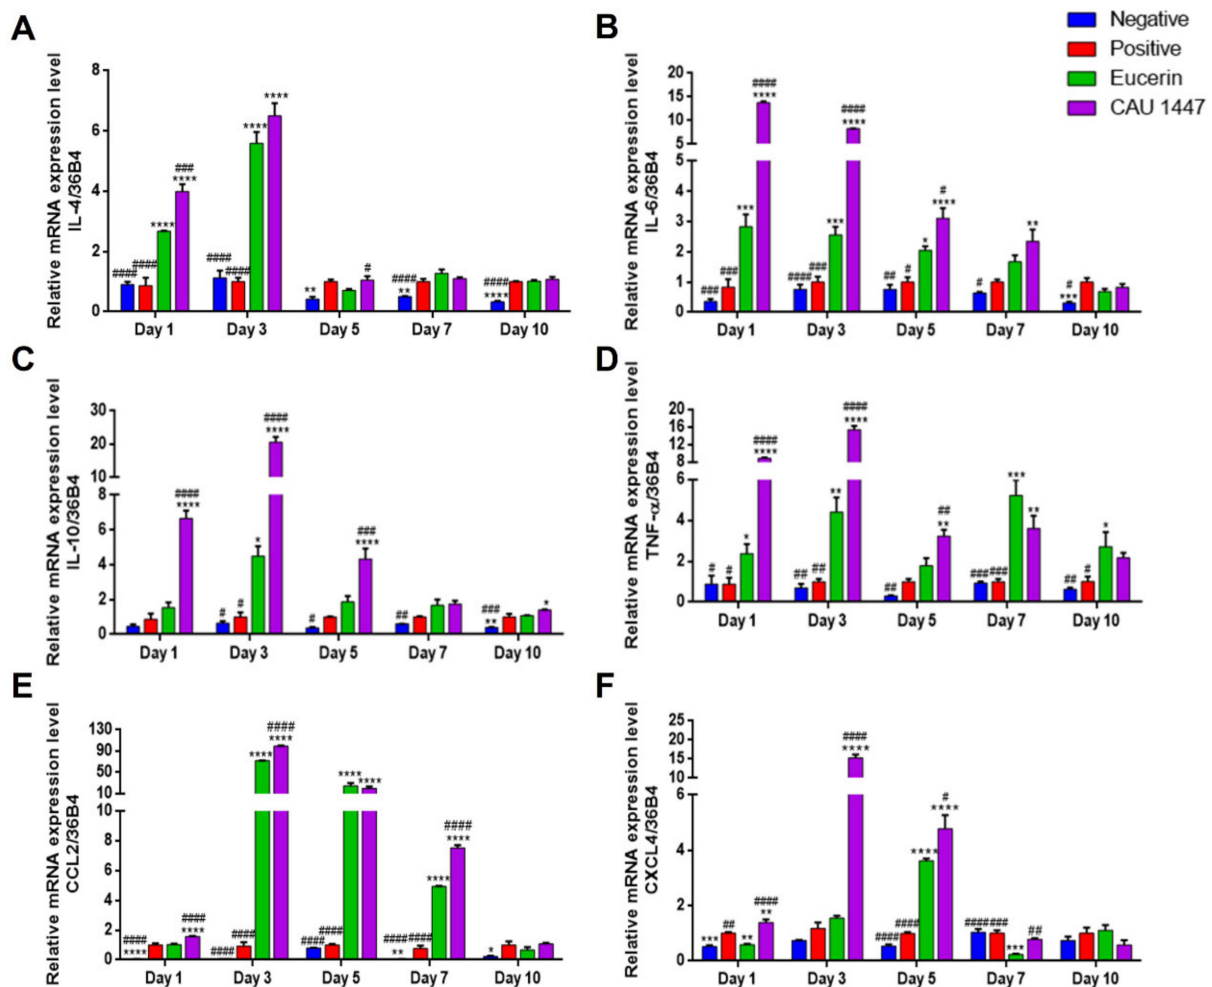 A
Relative mRNA expression level
IL-4/36B4
8
6
4
2
0
#### #### **** ### ****
#### #### **** ****
** #
#### **
#### ****
Day 1 Day 3 Day 5 Day 7 Day 10
B
Relative mRNA expression level
IL-6/36B4
20
15
10
5
5
4
3
2
1
0
### ### *** #### ****
#### ### *** #### ****
## # * # ****
# **
# ***
Day 1 Day 3 Day 5 Day 7 Day 10
Negative
Positive
Eucerin
CAU 1447
C
Relative mRNA expression level
IL-10/36B4
30
20
10
8
6
4
2
0
#### ****
# # * #### ****
# ### ****
##
### ** *
Day 1 Day 3 Day 5 Day 7 Day 10
D
Relative mRNA expression level
TNF-α/36B4
20
16
12
8
6
4
2
0
# # * #### ****
## ## ** #### ****
## ## **
### ### *** **
## # *
Day 1 Day 3 Day 5 Day 7 Day 10
E
Relative mRNA expression level
CCL2/36B4
130
90
50
10
10
8
6
4
2
0
#### **** #### ****
#### #### **** #### ****
#### #### **** ****
#### ** #### **** #### ****
*
Day 1 Day 3 Day 5 Day 7 Day 10
F
Relative mRNA expression level
CXCL4/36B4
25
20
15
10
5
6
4
2
0
*** ## ** #### **
#### ****
#### #### **** # ****
#### ### *** ##
Day 1 Day 3 Day 5 Day 7 Day 10